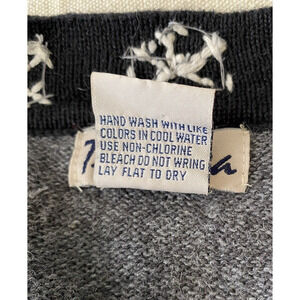 HAND WASH WITH LIKE
COLORS IN COOL WATER
USE NON-CHLORINE
BLEACH DO NOT WRING
LAY FLAT TO DRY